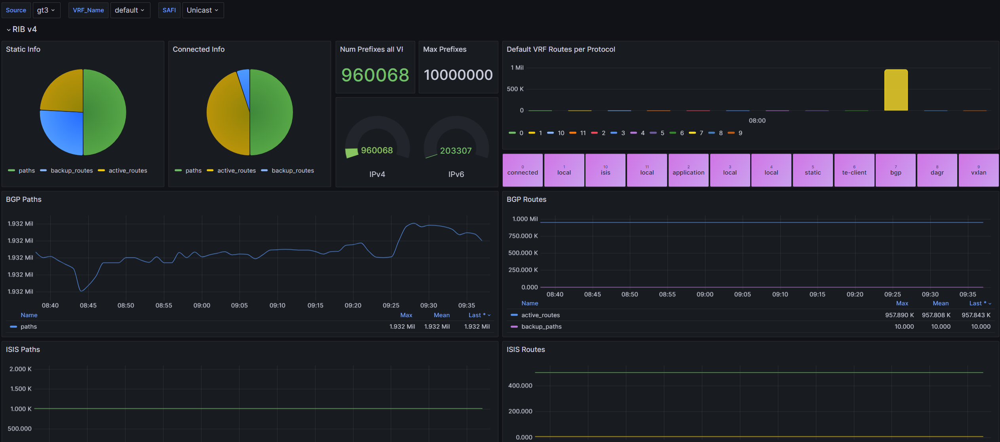 Source gt3 VRF_Name default SAFI Unicast
RIB v4
Static Info
paths backup_routes active_routes
Connected Info
paths active_routes backup_routes
Num Prefixes all
960068
Max Prefixes
10000000
960068
IPv4
203307
IPv6
Default VRF Routes per Protocol
1 Mil
500 K
0
08:00
0 1 10 11 2 3 4 5 6 7 8 9
0
connected
1
local
10
isis
11
local
2
application
3
local
4
local
5
static
6
te-client
7
bgp
8
dagr
9
vxlan
BGP Paths
1.932 Mil
1.932 Mil
1.932 Mil
1.932 Mil
1.932 Mil
08:40 08:45 08:50 08:55 09:00 09:05 09:10 09:15 09:20 09:25 09:30 09:35
Name Max Mean Last *
paths 1.932 Mil 1.932 Mil 1.932 Mil
BGP Routes
1.000 Mil
750.000 K
500.000 K
250.000 K
0.000
08:40 08:45 08:50 08:55 09:00 09:05 09:10 09:15 09:20 09:25 09:30 09:35
Name Max Mean Last *
active_routes 957.890 K 957.808 K 957.843 K
backup_paths 10.000 10.000 10.000
ISIS Paths
2.000 K
1.500 K
1.000 K
500.000
ISIS Routes
400.000
200.000
0.000